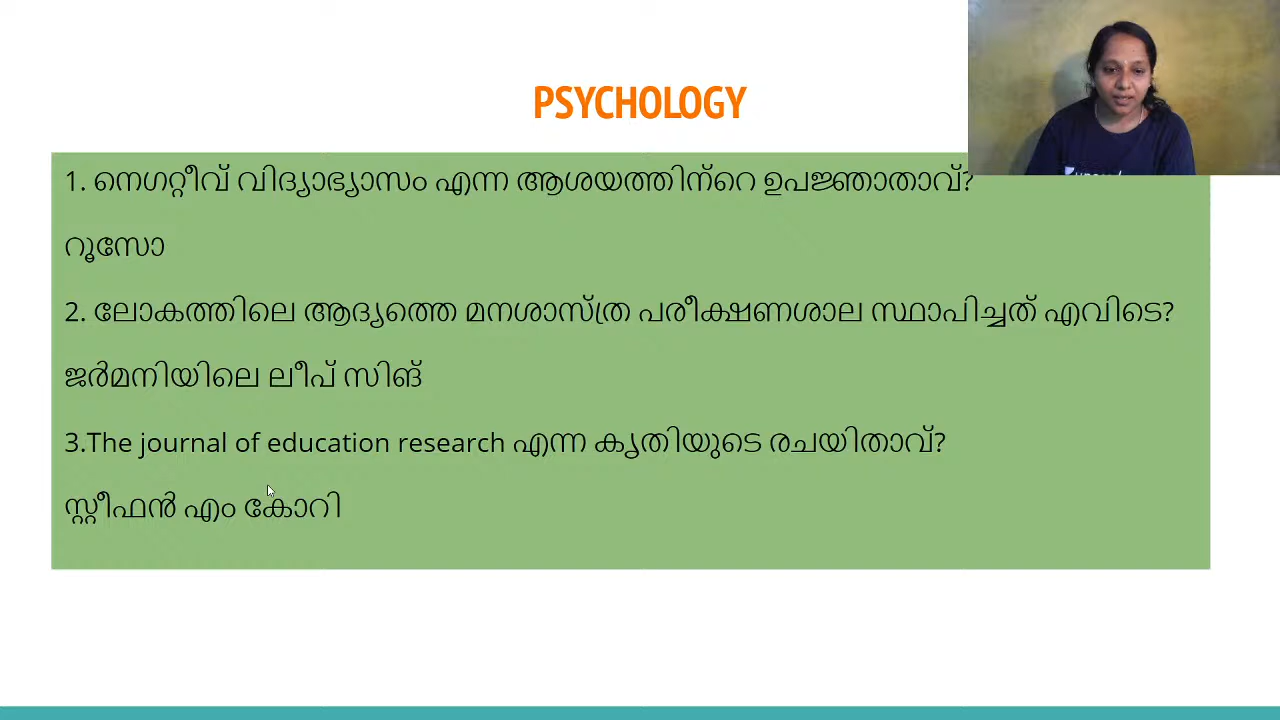 PSYCHOLOGY
1. നെഗറ്റീവ് വിദ്യാഭ്യാസം എന്ന ആശയത്തിന്റെ ഉപജ്ഞാതാവ്?
റൂസോ
2. ലോകത്തിലെ ആദ്യത്തെ മനശാസ്ത്ര പരീക്ഷണശാല സ്ഥാപിച്ചത് എവിടെ?
ജർമനിയിലെ ലീപ് സിങ്
3.The journal of education research എന്ന കൃതിയുടെ രചയിതാവ്?
സ്റ്റീഫൻ എം കോറി